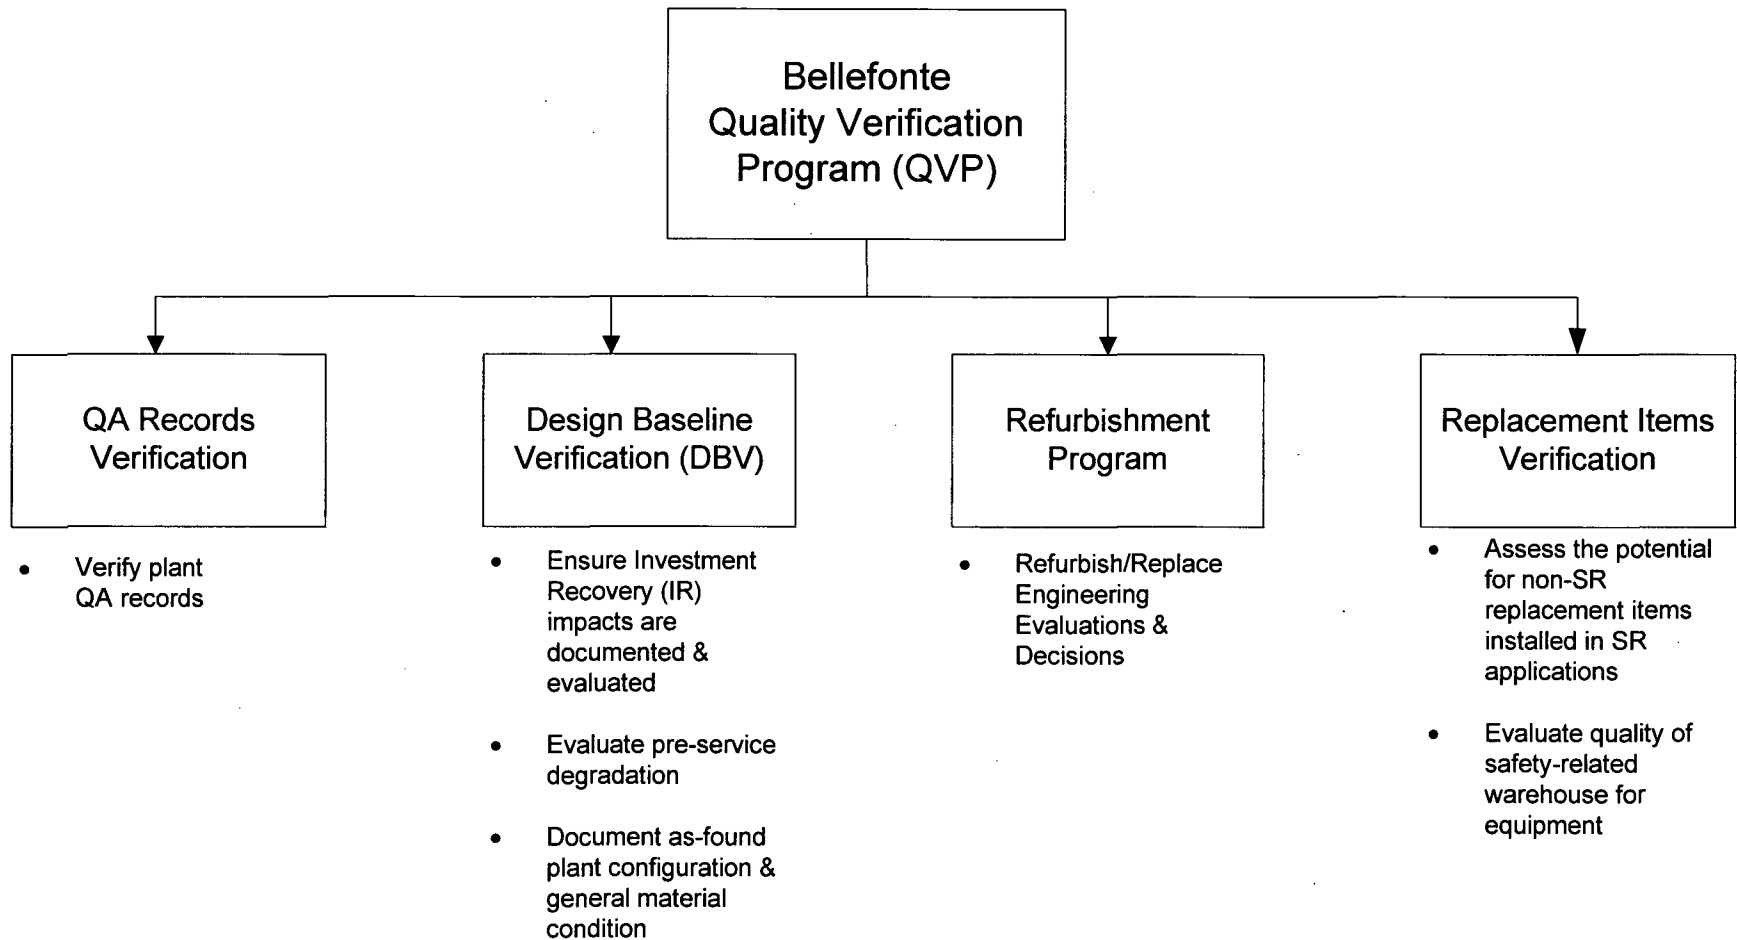 Bellefonte
Quality Verification
Program (QVP)
QA Records
Verification
• Verify plant
QA records
Design Baseline
Verification (DBV)
• Ensure Investment
Recovery (IR)
impacts are
documented &
evaluated
• Evaluate pre-service
degradation
• Document as-found
plant configuration &
general material
condition
Refurbishment
Program
• Refurbish/Replace
Engineering
Evaluations &
Decisions
Replacement Items
Verification
• Assess the potential
for non-SR
replacement items
installed in SR
applications
• Evaluate quality of
safety-related
warehouse for
equipment